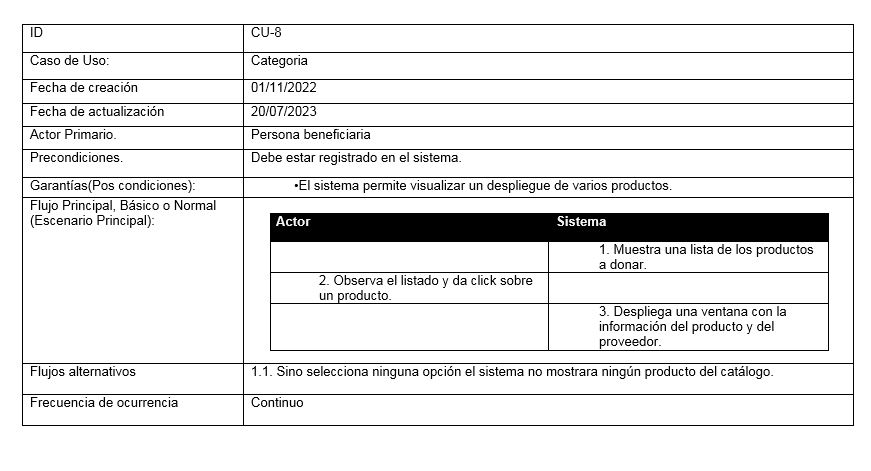 ID
CU-8
Caso de Uso:
Categoria
Fecha de creación
01/11/2022
Fecha de actualización
20/07/2023
Actor Primario.
Persona beneficiaria
Precondiciones.
Debe estar registrado en el sistema.
Garantías(Pos condiciones):
•El sistema permite visualizar un despliegue de varios productos.
Flujo Principal, Básico o Normal
(Escenario Principal):
Actor
Sistema
1. Muestra una lista de los productos
a donar.
2. Observa el listado y da click sobre
un producto.
3. Despliega una ventana con la
información del producto y del
proveedor.
Flujos alternativos
1.1. Sino selecciona ninguna opción el sistema no mostrara ningún producto del catálogo.
Frecuencia de ocurrencia
Continuo